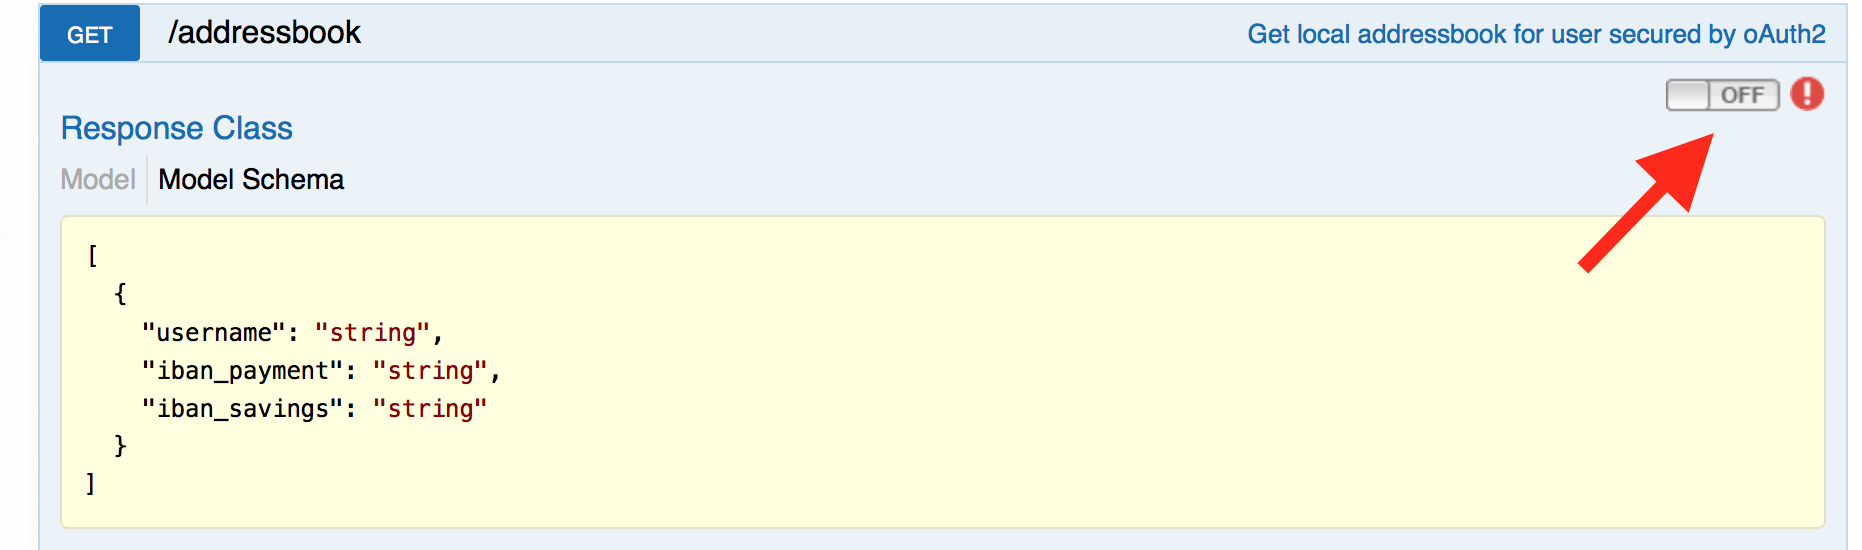 GET /addressbook Get local addressbook for user secured by oAuth2
OFF
Response Class
Model Model Schema
[
{
"username": "string",
"iban_payment": "string",
"iban_savings": "string"
}
]